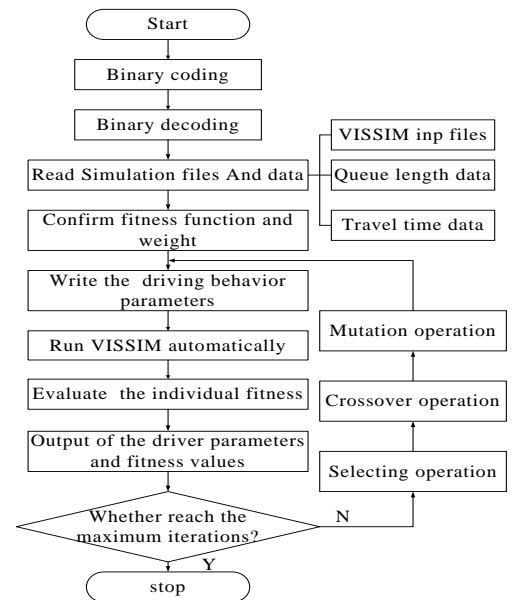 Start
Binary coding
Binary decoding
Read Simulation files And data
VISSIM inp files
Queue length data
Travel time data
Confirm fitness function and
weight
Write the driving behavior
parameters
Run VISSIM automatically
Evaluate the individual fitness
Output of the driver parameters
and fitness values
Whether reach the
maximum iterations?
N
Y
stop
Mutation operation
Crossover operation
Selecting operation